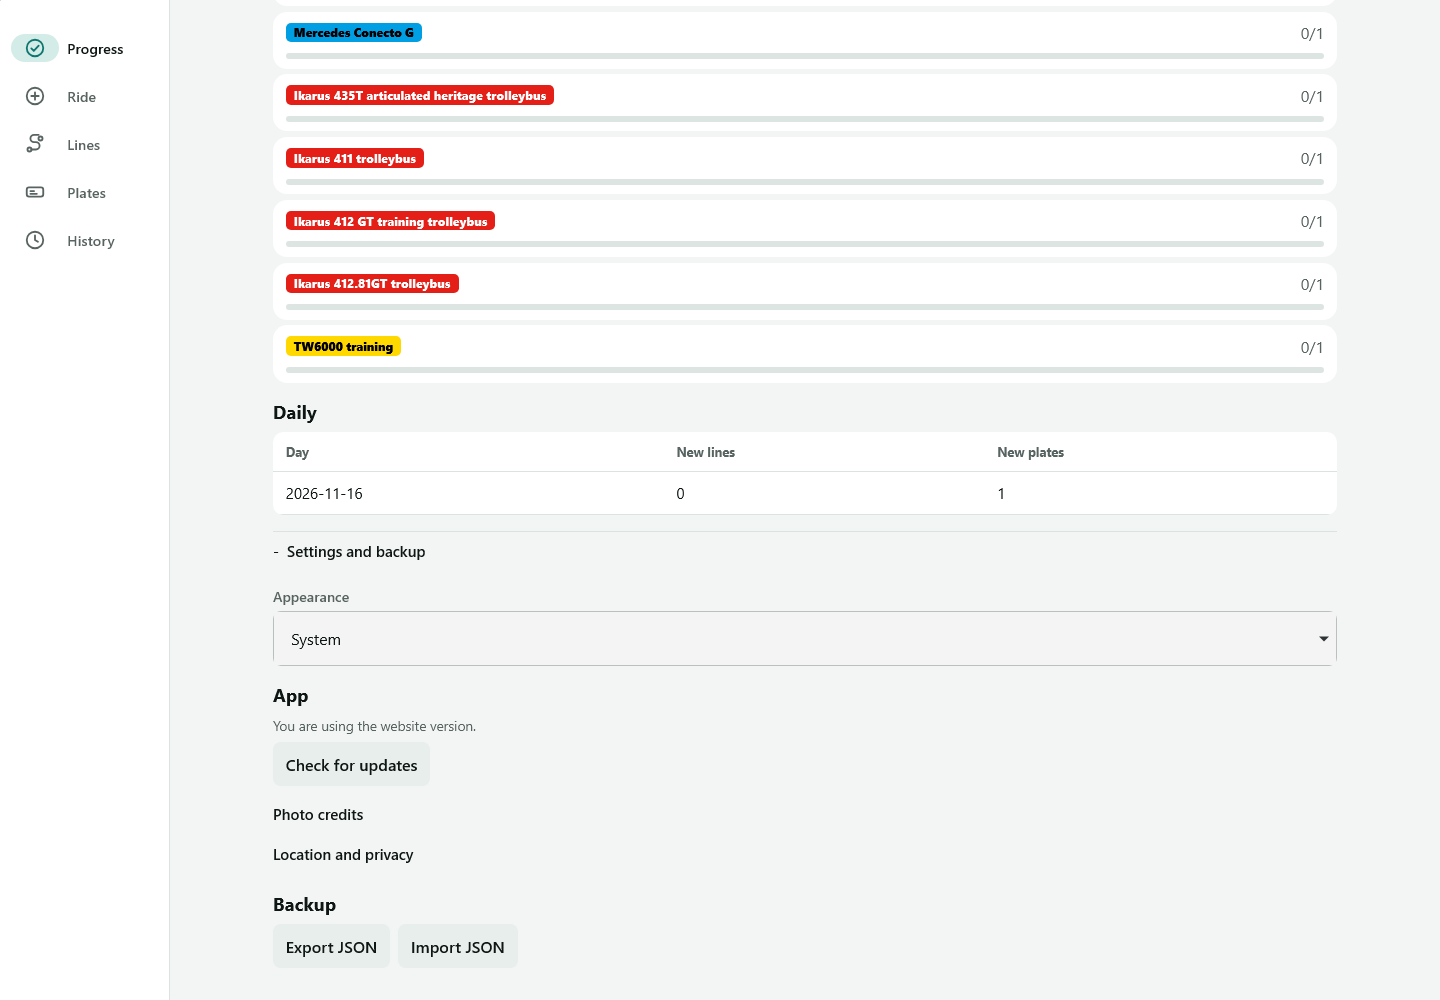 Progress
Ride
Lines
Plates
History
Mercedes Conecto G 0/1
Ikarus 435T articulated heritage trolleybus 0/1
Ikarus 411 trolleybus 0/1
Ikarus 412 GT training trolleybus 0/1
Ikarus 412.81GT trolleybus 0/1
TW6000 training 0/1
Daily
Day New lines New plates
2026-11-16 0 1
- Settings and backup
Appearance
System
App
You are using the website version.
Check for updates
Photo credits
Location and privacy
Backup
Export JSON Import JSON